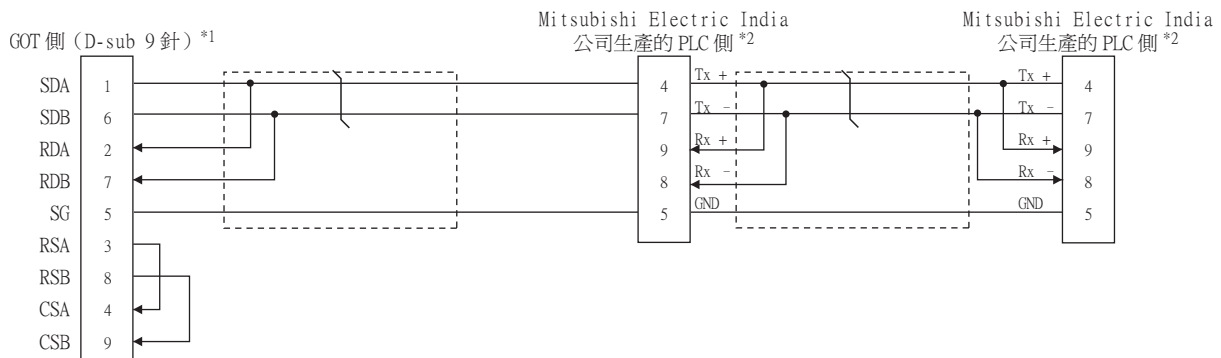 Mitsubishi Electric India
公司生產的 PLC 側 *2
Mitsubishi Electric India
公司生產的 PLC 側 *2
GOT 側（D-sub 9 針）*1
SDA 1 4 Tx + Tx + 4
SDB 6 7 Tx - Tx - 7
RDA 2 9 Rx + Rx + 9
RDB 7 8 Rx - Rx - 8
SG 5 5 GND GND 5
RSA 3
RSB 8
CSA 4
CSB 9